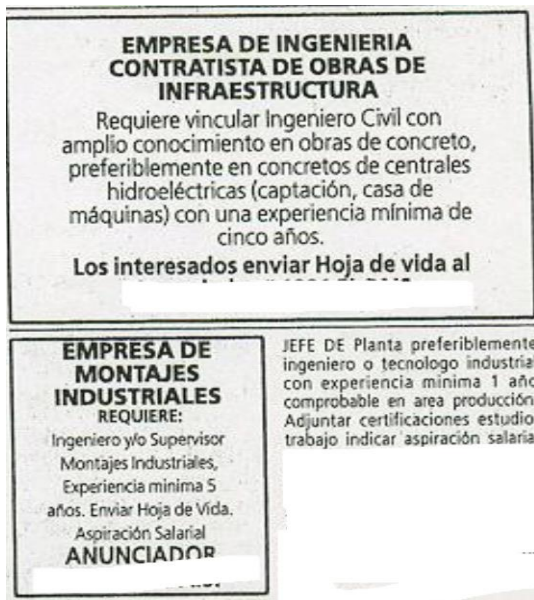 EMPRESA DE INGENIERIA
CONTRATISTA DE OBRAS DE
INFRAESTRUCTURA
Requiere vincular Ingeniero Civil con
amplio conocimiento en obras de concreto,
preferiblemente en concretos de centrales
hidroeléctricas (captación, casa de
máquinas) con una experiencia mínima de
cinco años.
Los interesados enviar Hoja de vida al
EMPRESA DE
MONTAJES
INDUSTRIALES
REQUIERE:
Ingeniero y/o Supervisor
Montajes Industriales,
Experiencia minima 5
años. Enviar Hoja de Vida.
Aspiración Salarial
ANUNCIADOR
JEFE DE Planta preferiblemente
ingeniero o tecnologo industrial
con experiencia minima 1 año
comprobable en area producción
Adjuntar certificaciones estudio
trabajo indicar aspiración salaria